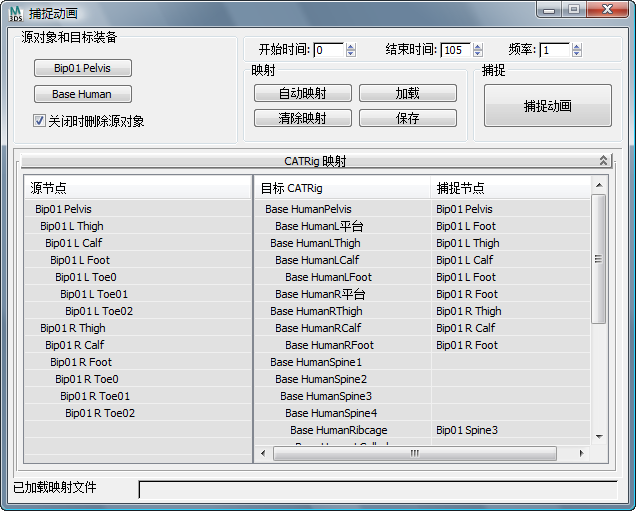 M 3DS 捕捉动画
源对象和目标装备
Bip01 Pelvis
Base Human
关闭时删除源对象
开始时间: 0 结束时间: 105 频率: 1
映射
自动映射 加载
清除映射 保存
捕捉
捕捉动画
CATRig 映射
源节点
Bip01 Pelvis
Bip01 L Thigh
Bip01 L Calf
Bip01 L Foot
Bip01 L Toe0
Bip01 L Toe01
Bip01 L Toe02
Bip01 R Thigh
Bip01 R Calf
Bip01 R Foot
Bip01 R Toe0
Bip01 R Toe01
Bip01 R Toe02
目标 CATRig 捕捉节点
Base HumanPelvis Bip01 Pelvis
Base HumanL平台 Bip01 L Foot
Base HumanLThigh Bip01 L Thigh
Base HumanLCalf Bip01 L Calf
Base HumanLFoot Bip01 L Foot
Base HumanR平台 Bip01 R Foot
Base HumanRThigh Bip01 R Thigh
Base HumanRCalf Bip01 R Calf
Base HumanRFoot Bip01 R Foot
Base HumanSpine1
Base HumanSpine2
Base HumanSpine3
Base HumanSpine4
Base HumanRibcage Bip01 Spine3
已加载映射文件